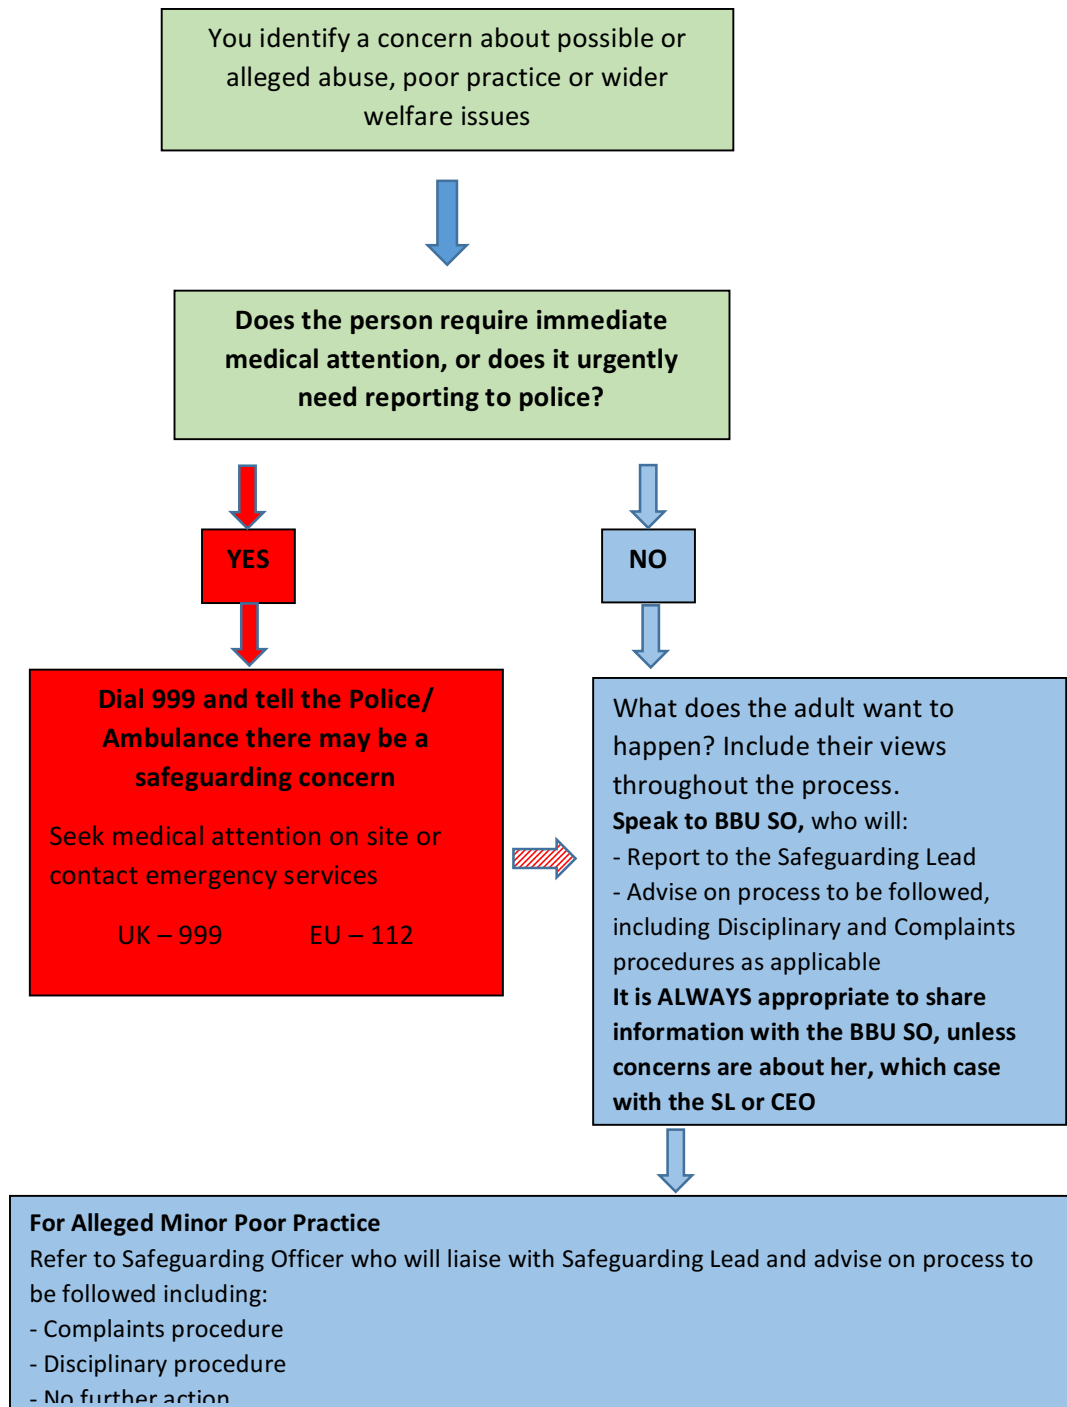 You identify a concern about possible or
alleged abuse, poor practice or wider
welfare issues
Does the person require immediate
medical attention, or does it urgently
need reporting to police?
YES
NO
Dial 999 and tell the Police/
Ambulance there may be a
safeguarding concern
Seek medical attention on site or
contact emergency services
UK – 999 EU – 112
What does the adult want to
happen? Include their views
throughout the process.
Speak to BBU SO, who will:
- Report to the Safeguarding Lead
- Advise on process to be followed,
including Disciplinary and Complaints
procedures as applicable
It is ALWAYS appropriate to share
information with the BBU SO, unless
concerns are about her, which case
with the SL or CEO
For Alleged Minor Poor Practice
Refer to Safeguarding Officer who will liaise with Safeguarding Lead and advise on process to
be followed including:
- Complaints procedure
- Disciplinary procedure
- No further action